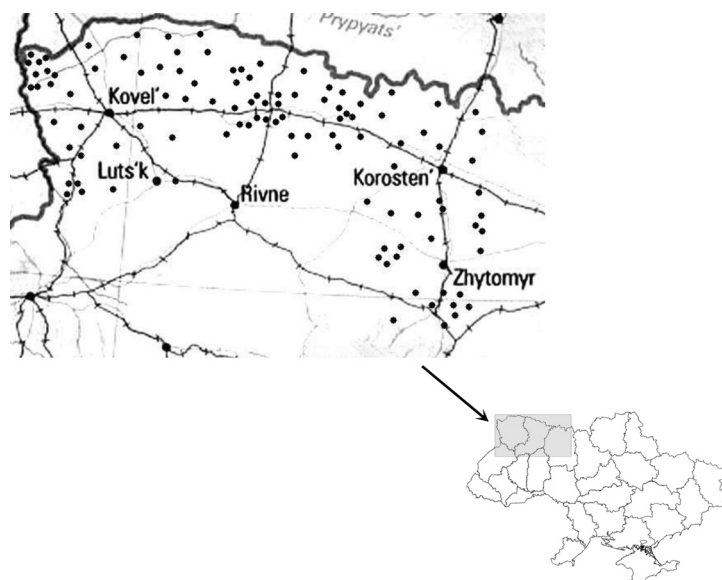 Prypyats'
Kovel'
Luts'k
Rivne
Korosten'
Zhytomyr